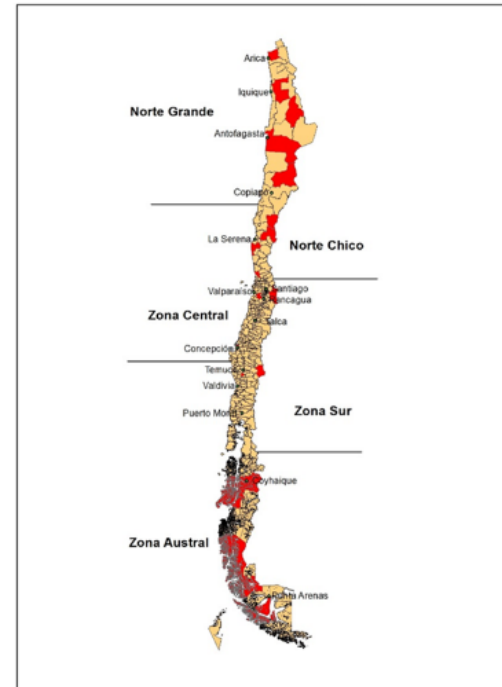 Arica
Iquique
Norte Grande
Antofagasta
Copiapó
La Serena
Norte Chico
Santiago
Valparaíso
Rancagua
Zona Central
Talca
Concepción
Temuco
Valdivia
Puerto Montt
Zona Sur
Coyhaique
Zona Austral
Punta Arenas